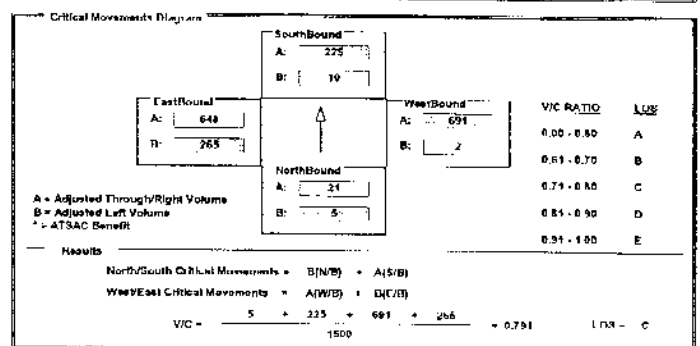 Critical Movements Diagram
SouthBound
A: 225
B: 10
EastBound
A: 640
B: 265
WestBound
A: 691
B: 2
V/C RATIO LOS
0.00 - 0.60 A
0.61 - 0.70 B
0.71 - 0.80 C
0.81 - 0.90 D
0.91 - 1.00 E
NorthBound
A: 21
B: 5
A = Adjusted Through/Right Volume
B = Adjusted Left Volume
* = ATSAC Benefit
Results
North/South Critical Movements = B(N/B) + A(S/B)
West/East Critical Movements = A(W/B) + B(E/B)
V/C = 5 + 225 + 691 + = 0.791 LOS = C
1500